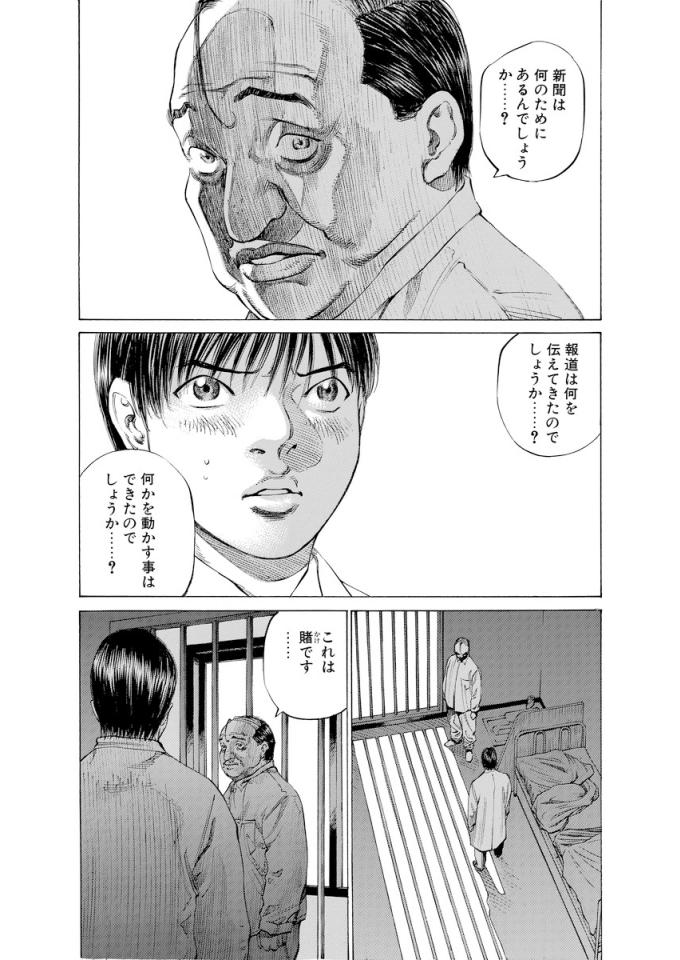 新聞は
何のために
あるんでしょう
か……?
報道は何を
伝えてきたので
しょうか……?
何かを動かす事は
できたので
しょうか……?
これは
賭です
かけ
……